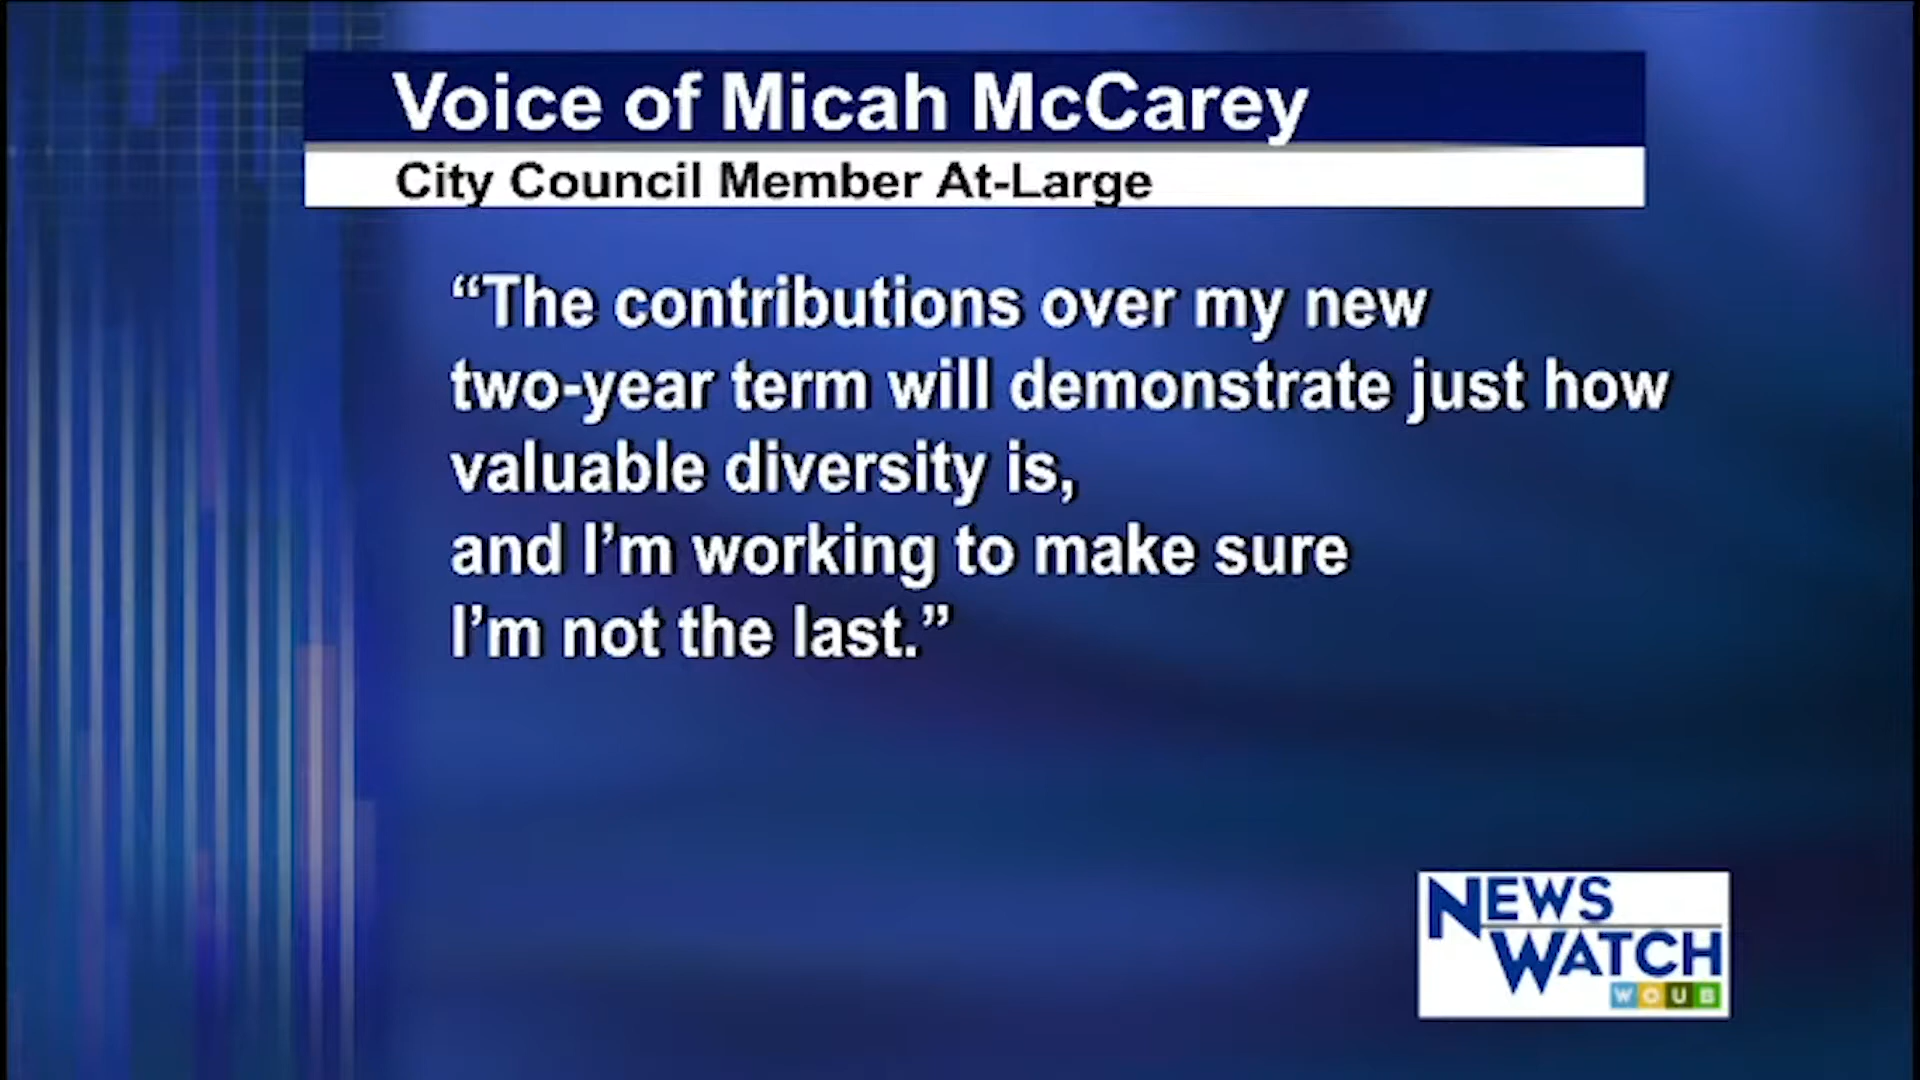 Voice of Micah McCarey
City Council Member At-Large
“The contributions over my new
two-year term will demonstrate just how
valuable diversity is,
and I’m working to make sure
I’m not the last.”
NEWS
WATCH
WOUB